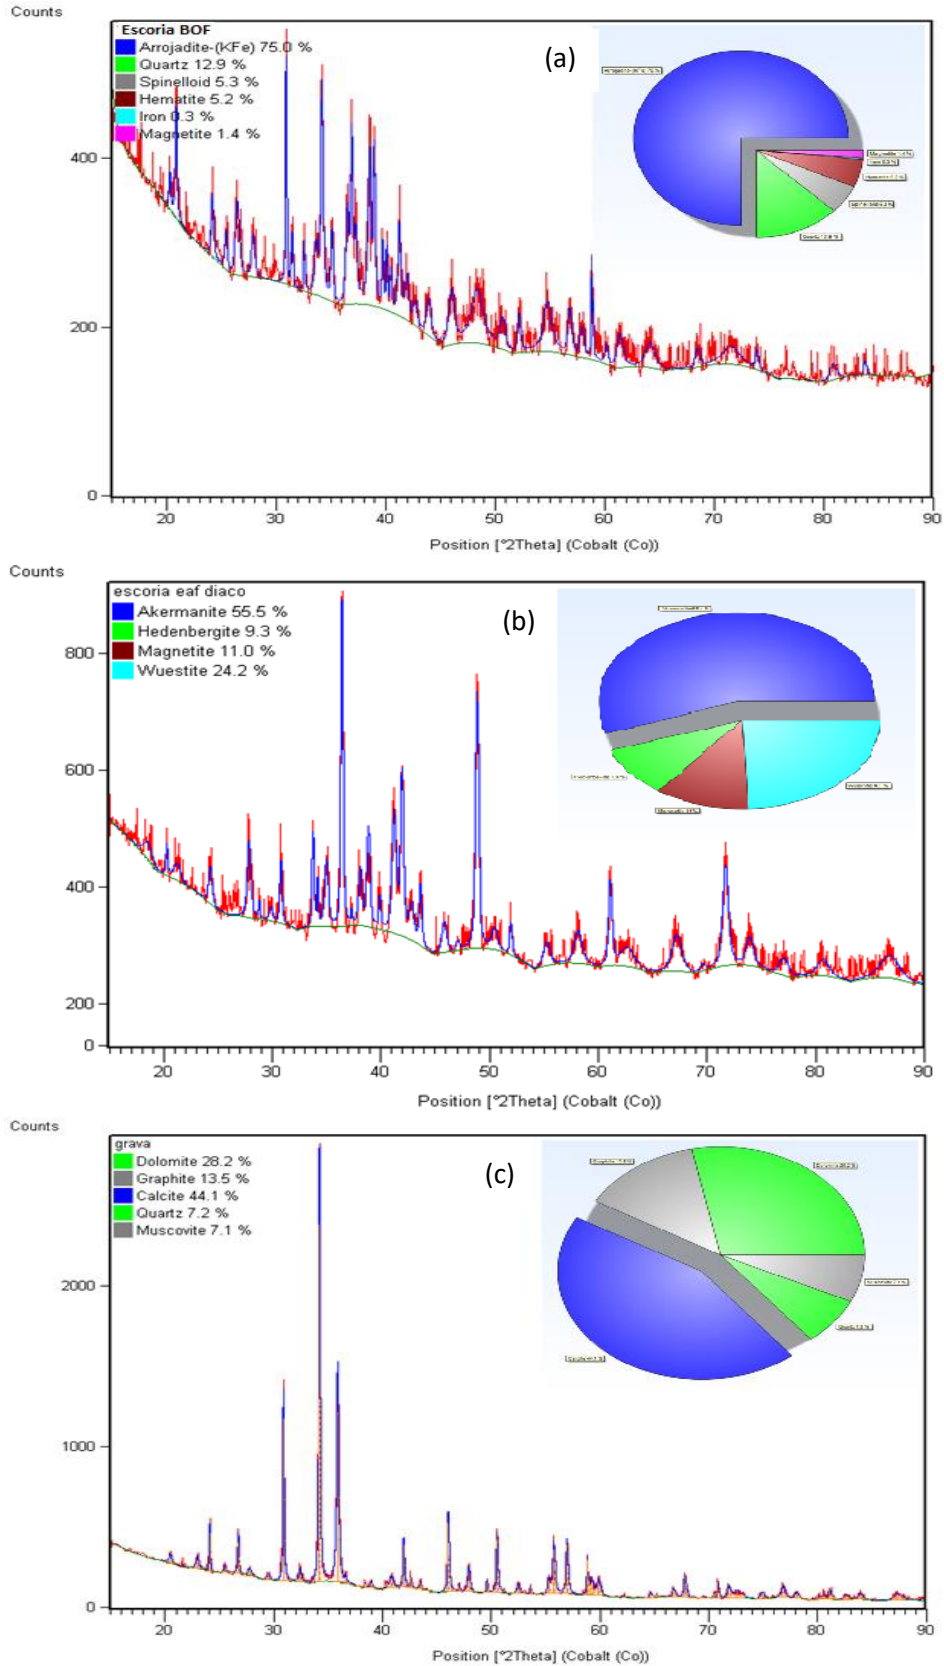 Counts
Escoria BOF
Arrojadite-(KFe) 75.0 %
Quartz 12.9 %
Spinelloid 5.3 %
Hematite 5.2 %
Iron 0.3 %
Magnetite 1.4 %
(a)
400
200
0
20 30 40 50 60 70 80 90
Position [°2Theta] (Cobalt (Co))
Counts
escoria eaf diaco
Akermanite 55.5 %
Hedenbergite 9.3 %
Magnetite 11.0 %
Wuestite 24.2 %
(b)
800
600
400
200
0
20 30 40 50 60 70 80 90
Position [°2Theta] (Cobalt (Co))
Counts
grava
Dolomite 28.2 %
Graphite 13.5 %
Calcite 44.1 %
Quartz 7.2 %
Muscovite 7.1 %
(c)
2000
1000
0
20 30 40 50 60 70 80 90
Position [°2Theta] (Cobalt (Co))